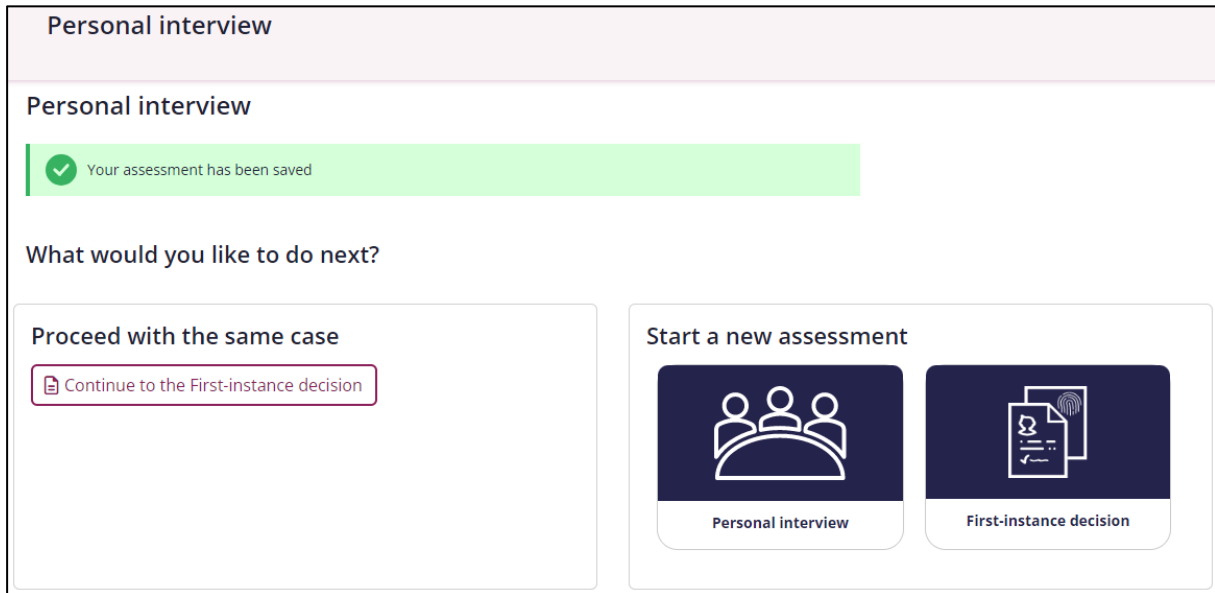 Personal interview
Personal interview
Your assessment has been saved
What would you like to do next?
Proceed with the same case
Continue to the First-instance decision
Start a new assessment
Personal interview
First-instance decision